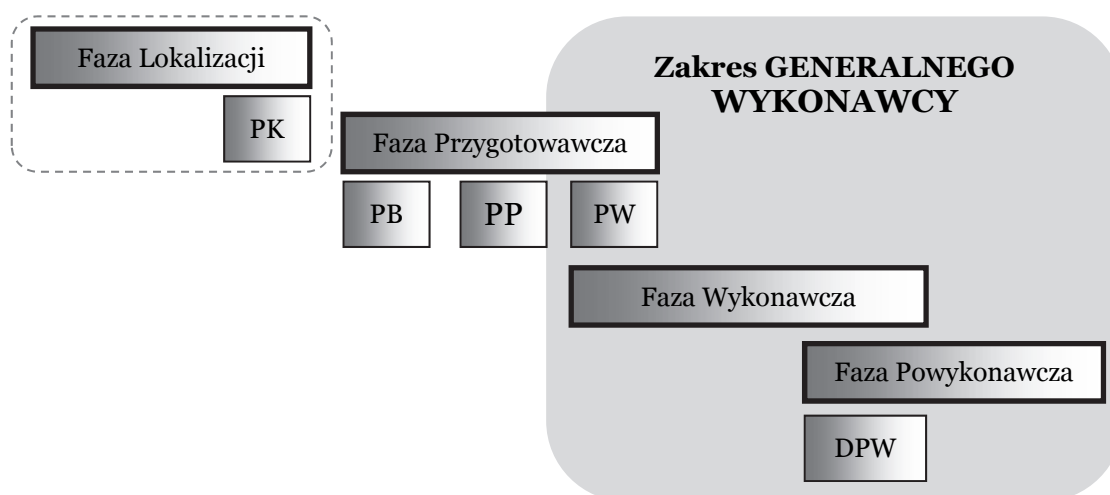 Faza Lokalizacji
PK
Zakres GENERALNEGO
WYKONAWCY
Faza Przygotowawcza
PB
PP
PW
Faza Wykonawcza
Faza Powykonawcza
DPW